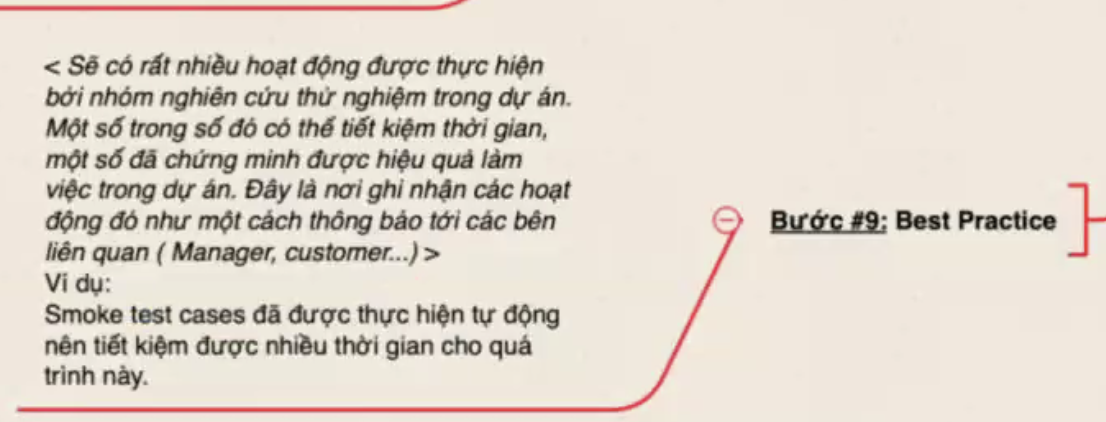 < Sẽ có rất nhiều hoạt động được thực hiện
bởi nhóm nghiên cứu thử nghiệm trong dự án.
Một số trong số đó có thể tiết kiệm thời gian,
một số đã chứng minh được hiệu quả làm
việc trong dự án. Đây là nơi ghi nhận các hoạt
động đó như một cách thông báo tới các bên
liên quan ( Manager, customer...) >
Ví dụ:
Smoke test cases đã được thực hiện tự động
nên tiết kiệm được nhiều thời gian cho quá
trình này.
Bước #9: Best Practice